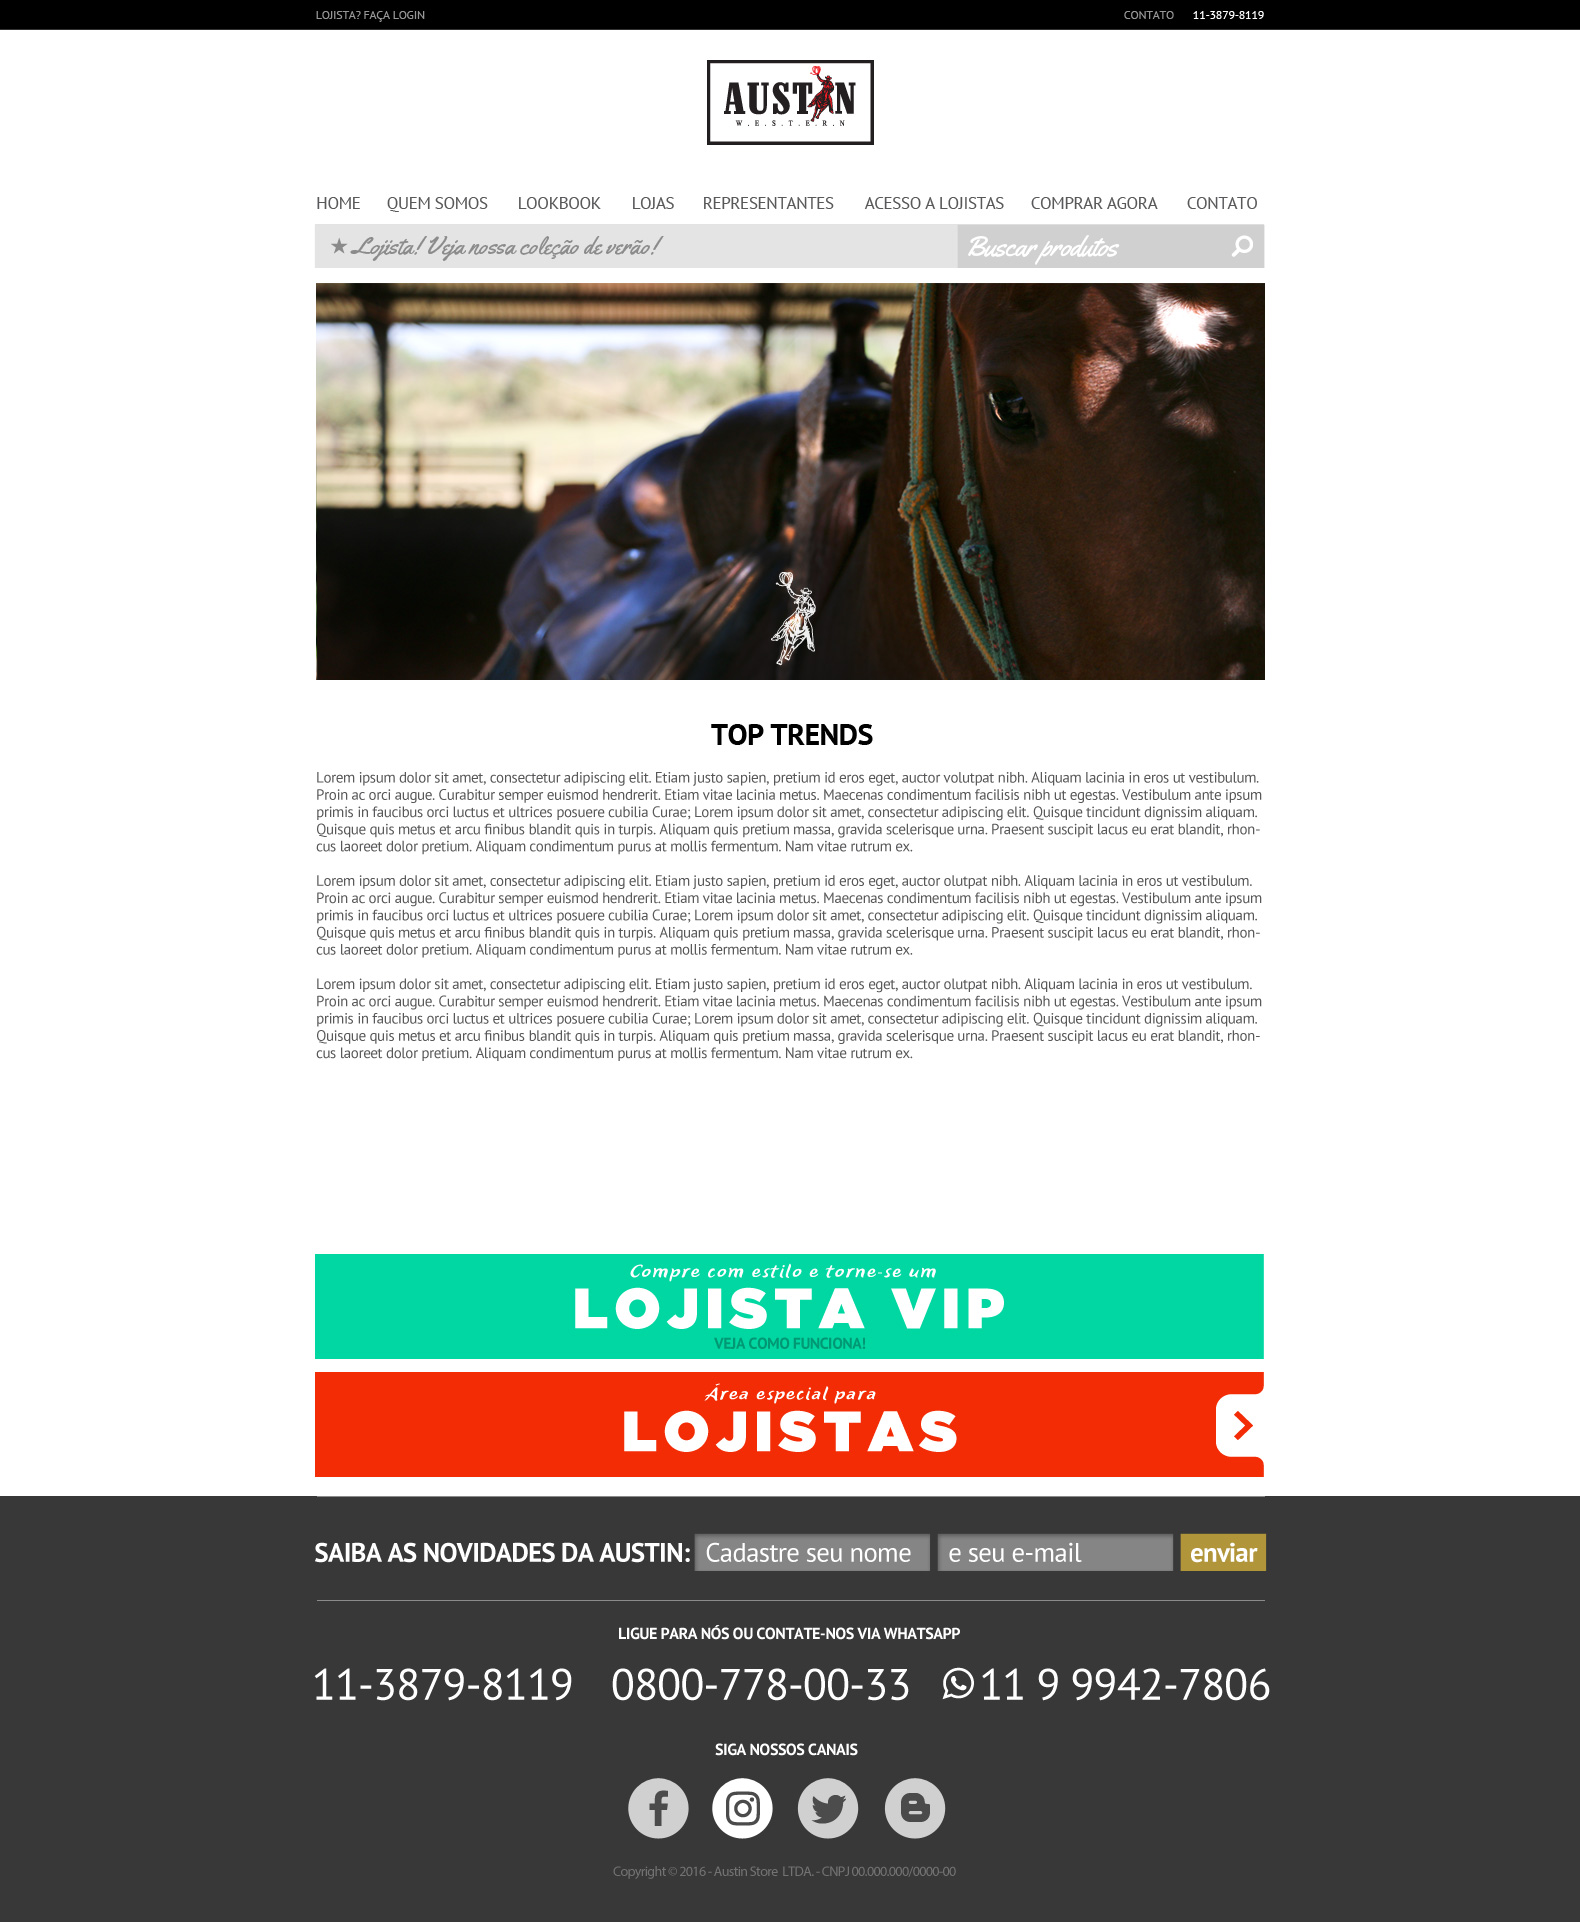 LOJISTA? FAÇA LOGIN
CONTATO 11-3879-8119
AUSTIN
W.E.S.T.E.R.N
HOME QUEM SOMOS LOOKBOOK LOJAS REPRESENTANTES ACESSO A LOJISTAS COMPRAR AGORA CONTATO
★ Lojista! Veja nossa coleção de verão!
Buscar produtos
TOP TRENDS
Lorem ipsum dolor sit amet, consectetur adipiscing elit. Etiam justo sapien, pretium id eros eget, auctor volutpat nibh. Aliquam lacinia in eros ut vestibulum.
Proin ac orci augue. Curabitur semper euismod hendrerit. Etiam vitae lacinia metus. Maecenas condimentum facilisis nibh ut egestas. Vestibulum ante ipsum
primis in faucibus orci luctus et ultrices posuere cubilia Curae; Lorem ipsum dolor sit amet, consectetur adipiscing elit. Quisque tincidunt dignissim aliquam.
Quisque quis metus et arcu finibus blandit quis in turpis. Aliquam quis pretium massa, gravida scelerisque urna. Praesent suscipit lacus eu erat blandit, rhon-
cus laoreet dolor pretium. Aliquam condimentum purus at mollis fermentum. Nam vitae rutrum ex.
Lorem ipsum dolor sit amet, consectetur adipiscing elit. Etiam justo sapien, pretium id eros eget, auctor olutpat nibh. Aliquam lacinia in eros ut vestibulum.
Proin ac orci augue. Curabitur semper euismod hendrerit. Etiam vitae lacinia metus. Maecenas condimentum facilisis nibh ut egestas. Vestibulum ante ipsum
primis in faucibus orci luctus et ultrices posuere cubilia Curae; Lorem ipsum dolor sit amet, consectetur adipiscing elit. Quisque tincidunt dignissim aliquam.
Quisque quis metus et arcu finibus blandit quis in turpis. Aliquam quis pretium massa, gravida scelerisque urna. Praesent suscipit lacus eu erat blandit, rhon-
cus laoreet dolor pretium. Aliquam condimentum purus at mollis fermentum. Nam vitae rutrum ex.
Lorem ipsum dolor sit amet, consectetur adipiscing elit. Etiam justo sapien, pretium id eros eget, auctor olutpat nibh. Aliquam lacinia in eros ut vestibulum.
Proin ac orci augue. Curabitur semper euismod hendrerit. Etiam vitae lacinia metus. Maecenas condimentum facilisis nibh ut egestas. Vestibulum ante ipsum
primis in faucibus orci luctus et ultrices posuere cubilia Curae; Lorem ipsum dolor sit amet, consectetur adipiscing elit. Quisque tincidunt dignissim aliquam.
Quisque quis metus et arcu finibus blandit quis in turpis. Aliquam quis pretium massa, gravida scelerisque urna. Praesent suscipit lacus eu erat blandit, rhon-
cus laoreet dolor pretium. Aliquam condimentum purus at mollis fermentum. Nam vitae rutrum ex.
Compre com estilo e torne-se um
LOJISTA VIP
VEJA COMO FUNCIONA!
Área especial para
LOJISTAS
SAIBA AS NOVIDADES DA AUSTIN: Cadastre seu nome e seu e-mail enviar
LIGUE PARA NÓS OU CONTATE-NOS VIA WHATSAPP
11-3879-8119 0800-778-00-33 11 9 9942-7806
SIGA NOSSOS CANAIS
Copyright © 2016 - Austin Store LTDA. - CNPJ 00.000.000/0000-00